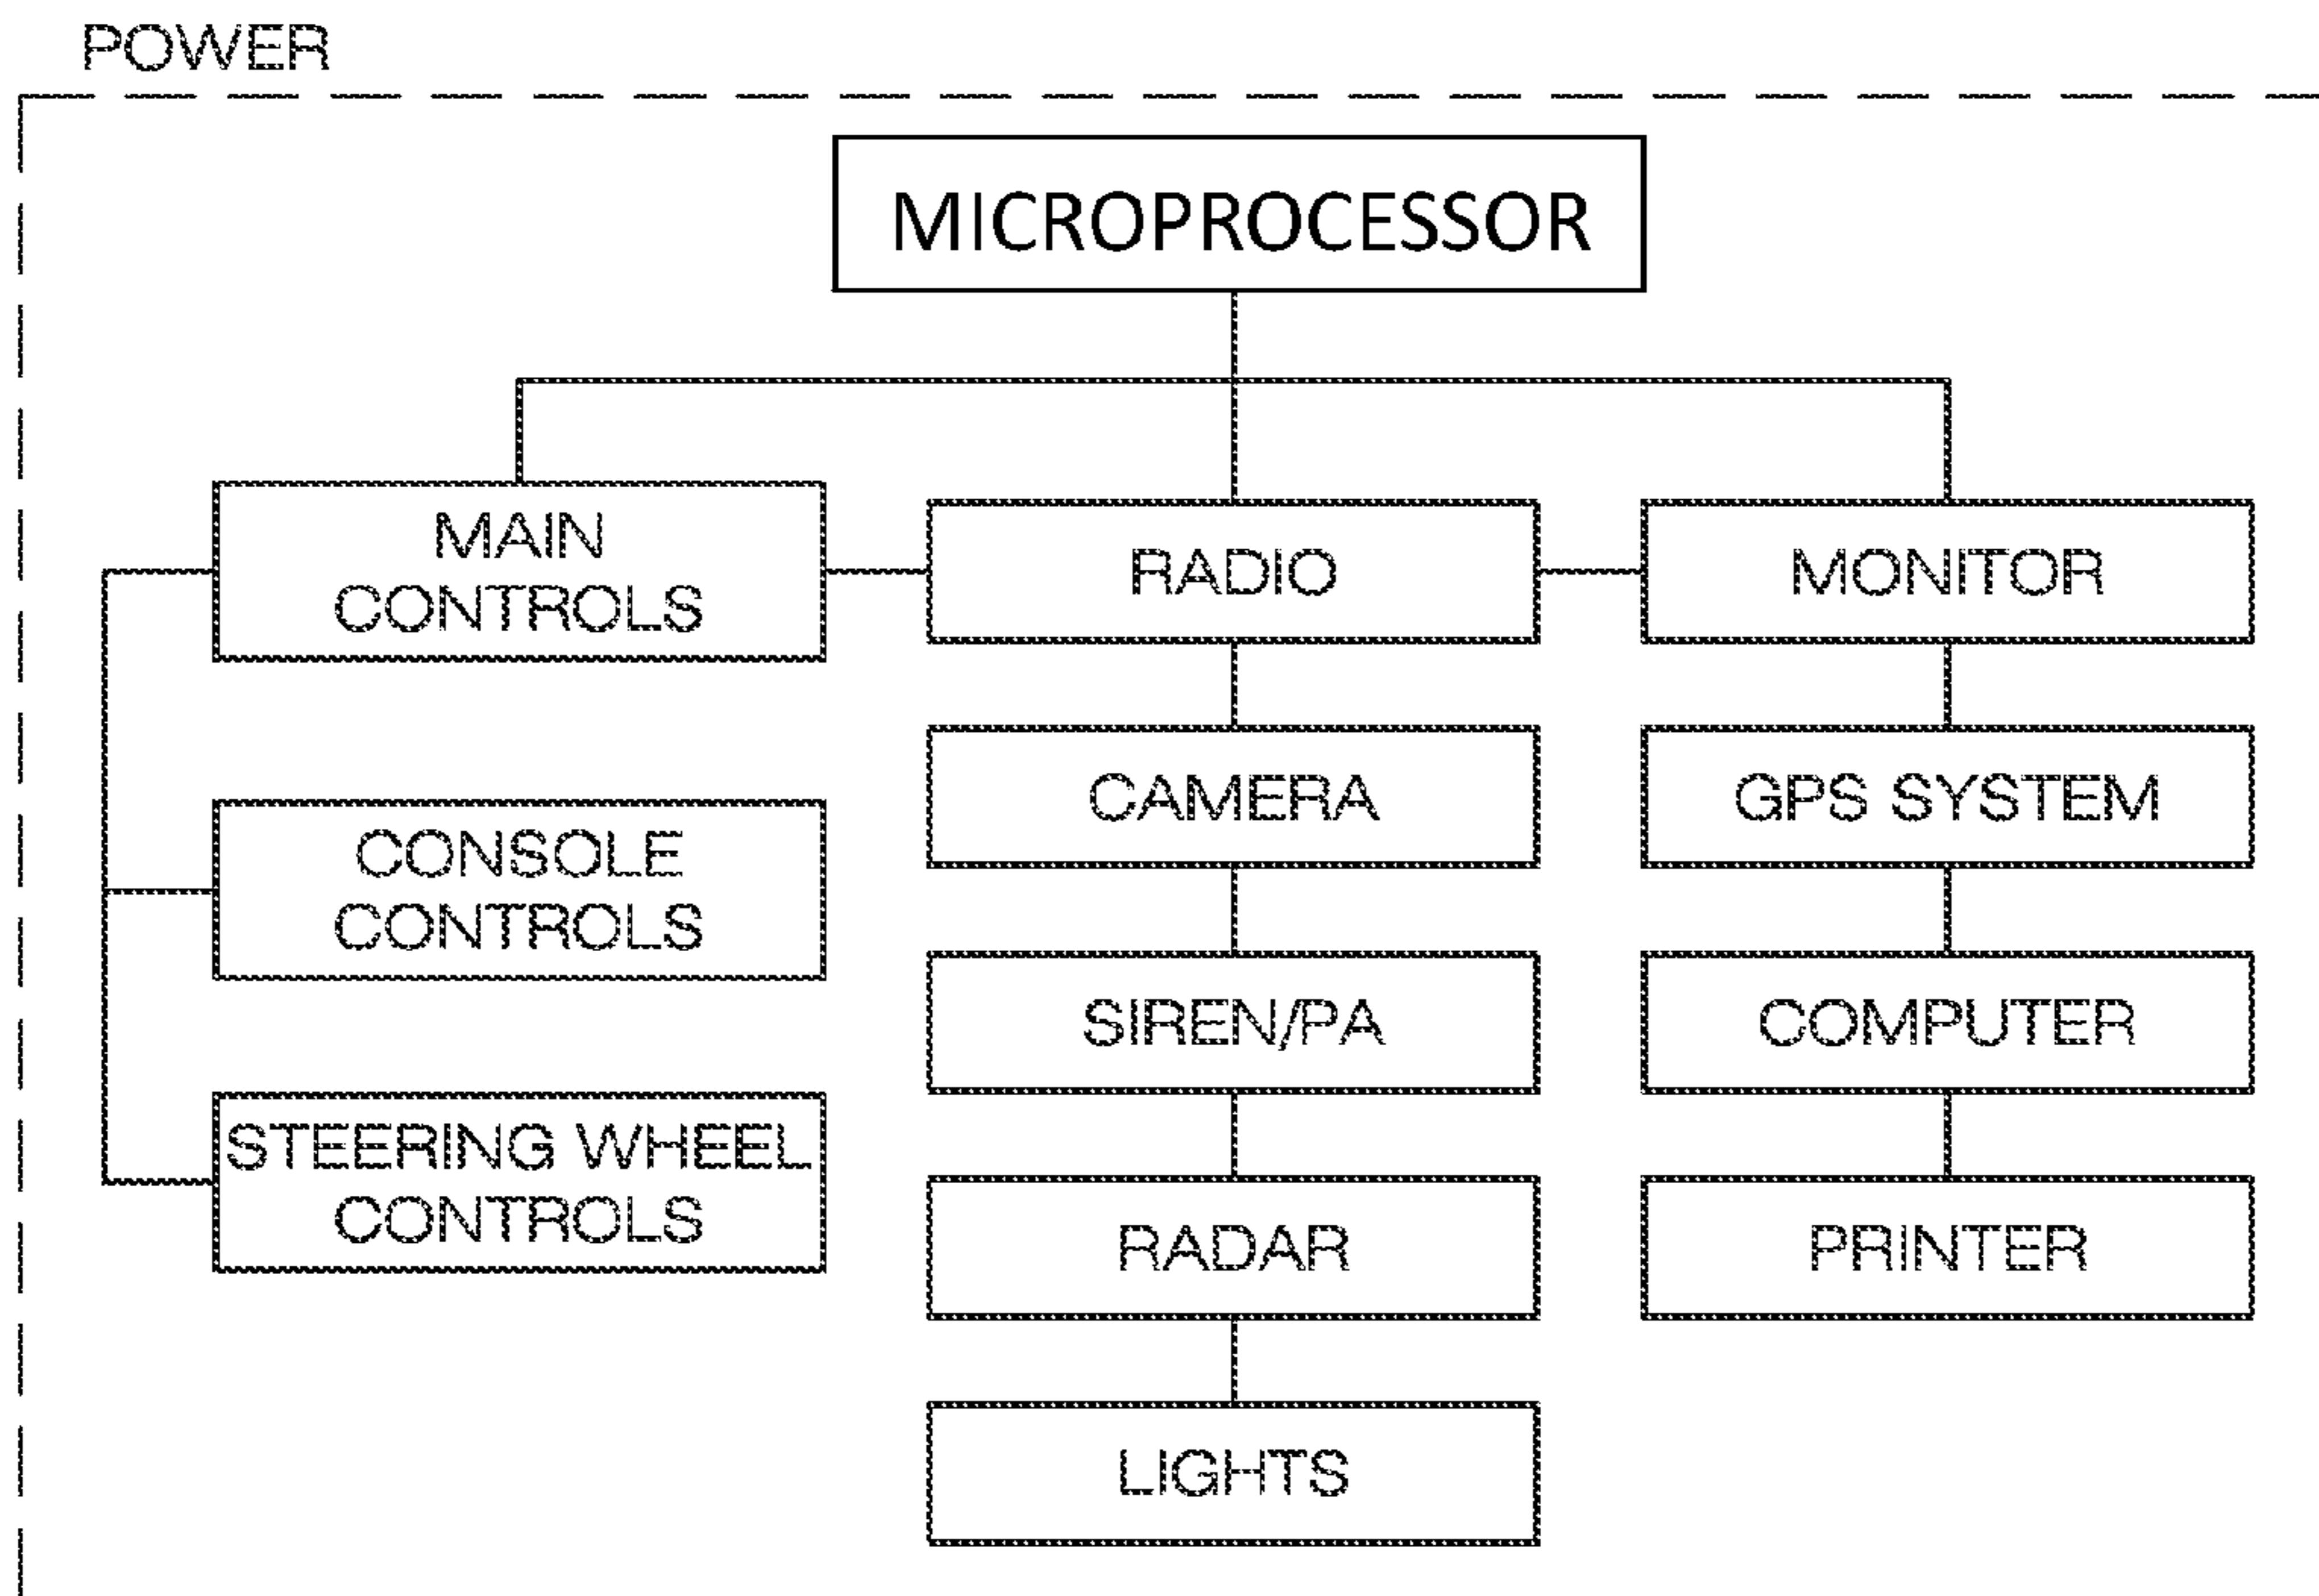 POWER
MICROPROCESSOR
MAIN
CONTROLS
RADIO
MONITOR
CAMERA
GPS SYSTEM
CONSOLE
CONTROLS
SIREN/PA
COMPUTER
STEERING WHEEL
CONTROLS
RADAR
PRINTER
LIGHTS